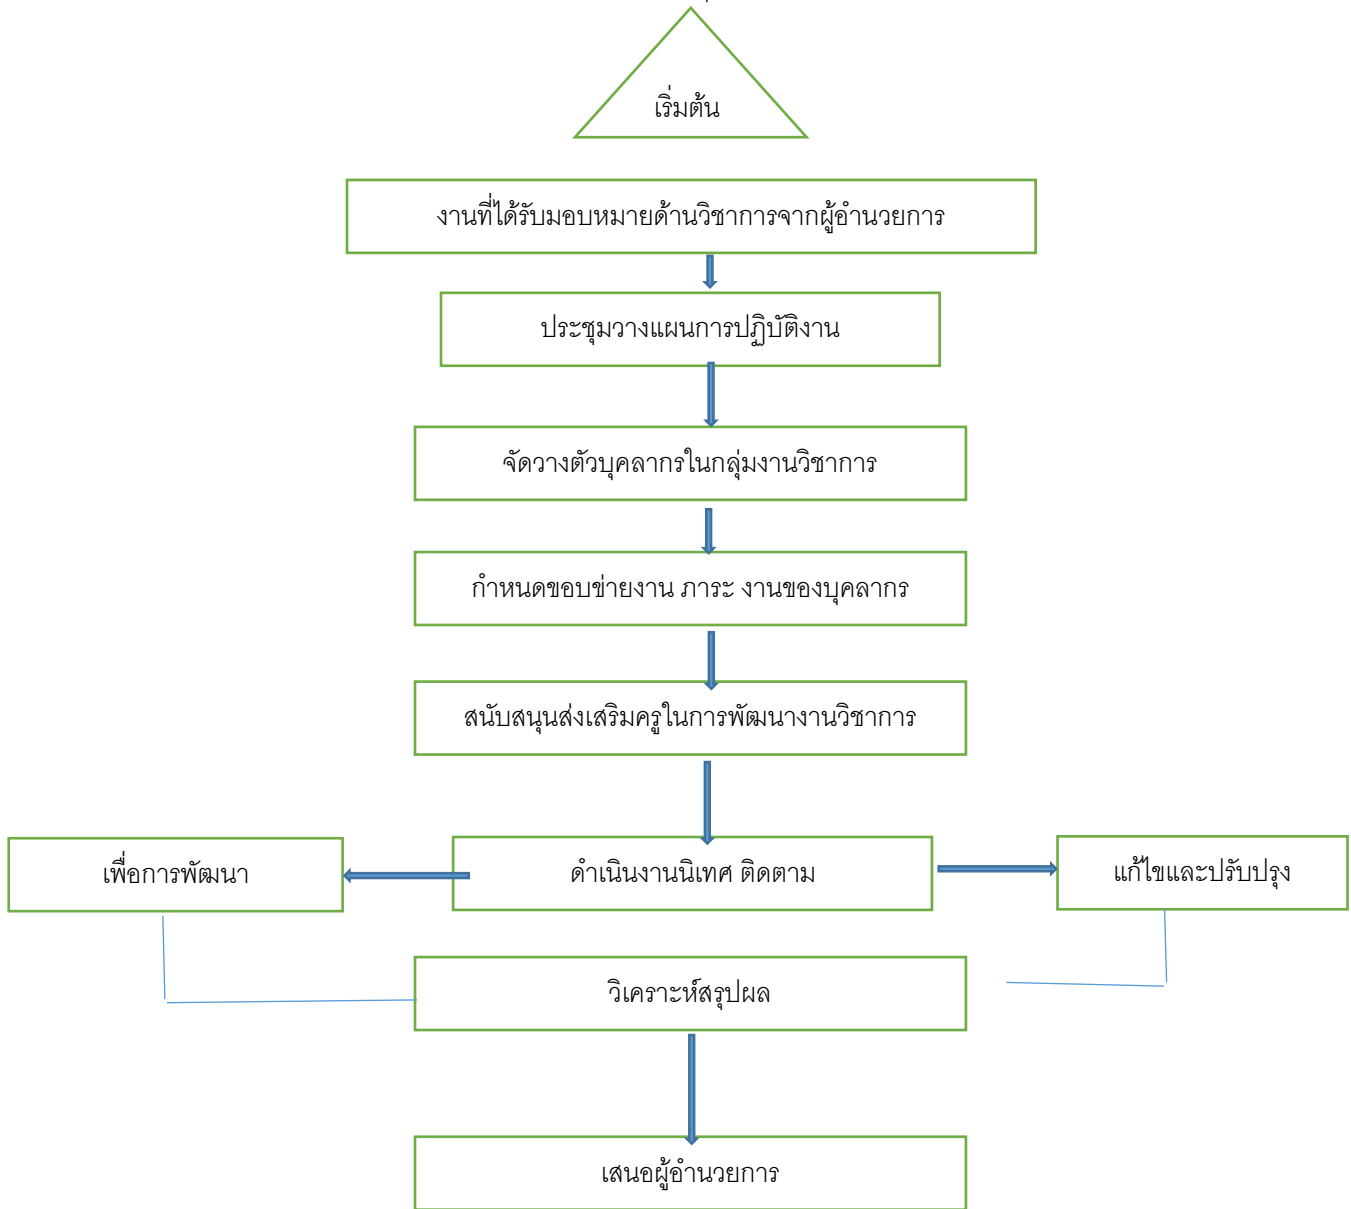 เริ่มต้น
งานที่ได้รับมอบหมายด้านวิชาการจากผู้อำนวยการ
ประชุมวางแผนการปฏิบัติงาน
จัดวางตัวบุคลากรในกลุ่มงานวิชาการ
กำหนดขอบข่ายงาน ภาระ งานของบุคลากร
สนับสนุนส่งเสริมครูในการพัฒนางานวิชาการ
เพื่อการพัฒนา
ดำเนินงานนิเทศ ติดตาม
แก้ไขและปรับปรุง
วิเคราะห์สรุปผล
เสนอผู้อำนวยการ